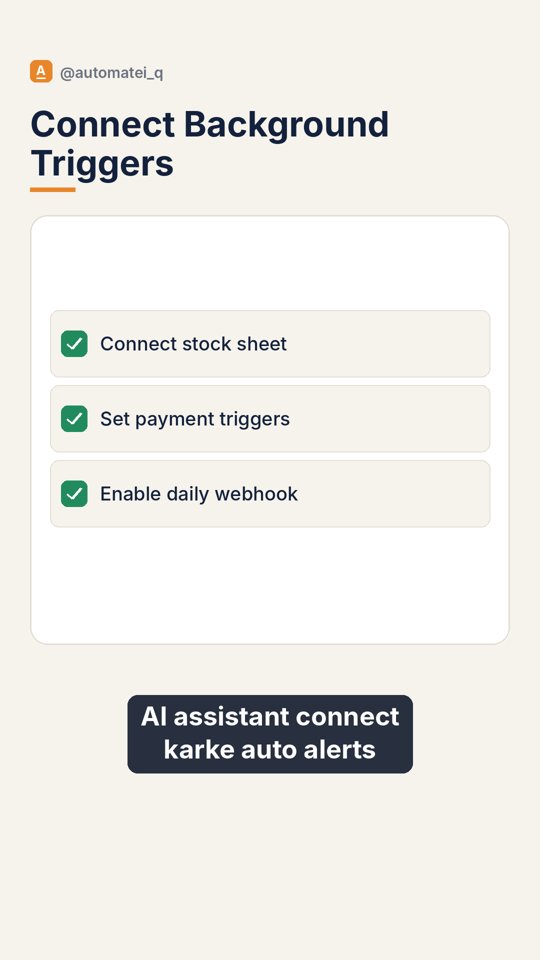 A
@automatei_q
Connect Background
Triggers
Connect stock sheet
Set payment triggers
Enable daily webhook
AI assistant connect
karke auto alerts